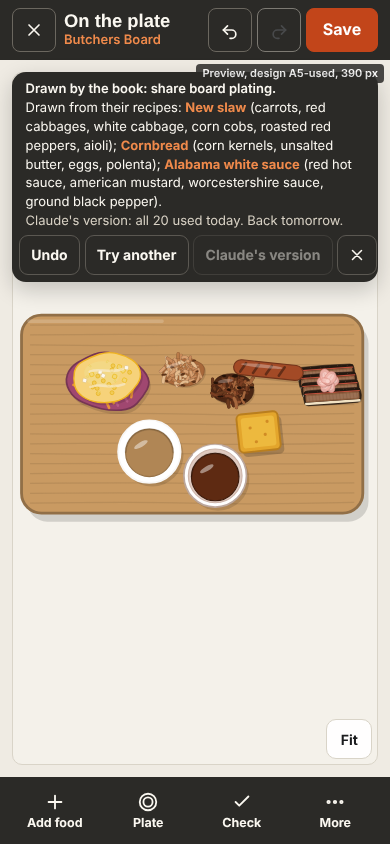 On the plate
Butchers Board
Save
Preview, design A5-used, 390 px
Drawn by the book: share board plating.
Drawn from their recipes: New slaw (carrots, red
cabbages, white cabbage, corn cobs, roasted red
peppers, aioli); Cornbread (corn kernels, unsalted
butter, eggs, polenta); Alabama white sauce (red hot
sauce, american mustard, worcestershire sauce,
ground black pepper).
Claude's version: all 20 used today. Back tomorrow.
Undo
Try another
Claude's version
Fit
Add food
Plate
Check
More